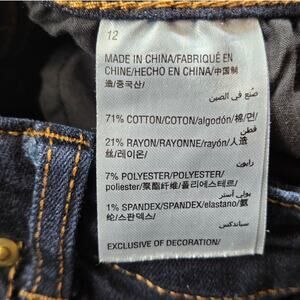 12
MADE IN CHINA/FABRIQUÉ EN
CHINE/HECHO EN CHINA/中国制
造/중국산/
صنع في الصين
71% COTTON/COTON/algodón/棉/면/
قطن
21% RAYON/RAYONNE/rayón/人造
丝/레이온/
رايون
7% POLYESTER/POLYESTER/
poliester/聚酯纤维/폴리에스테르/
بولي أستر
1% SPANDEX/SPANDEX/elastano/氨
纶/스판덱스/
سباندكس
EXCLUSIVE OF DECORATION/